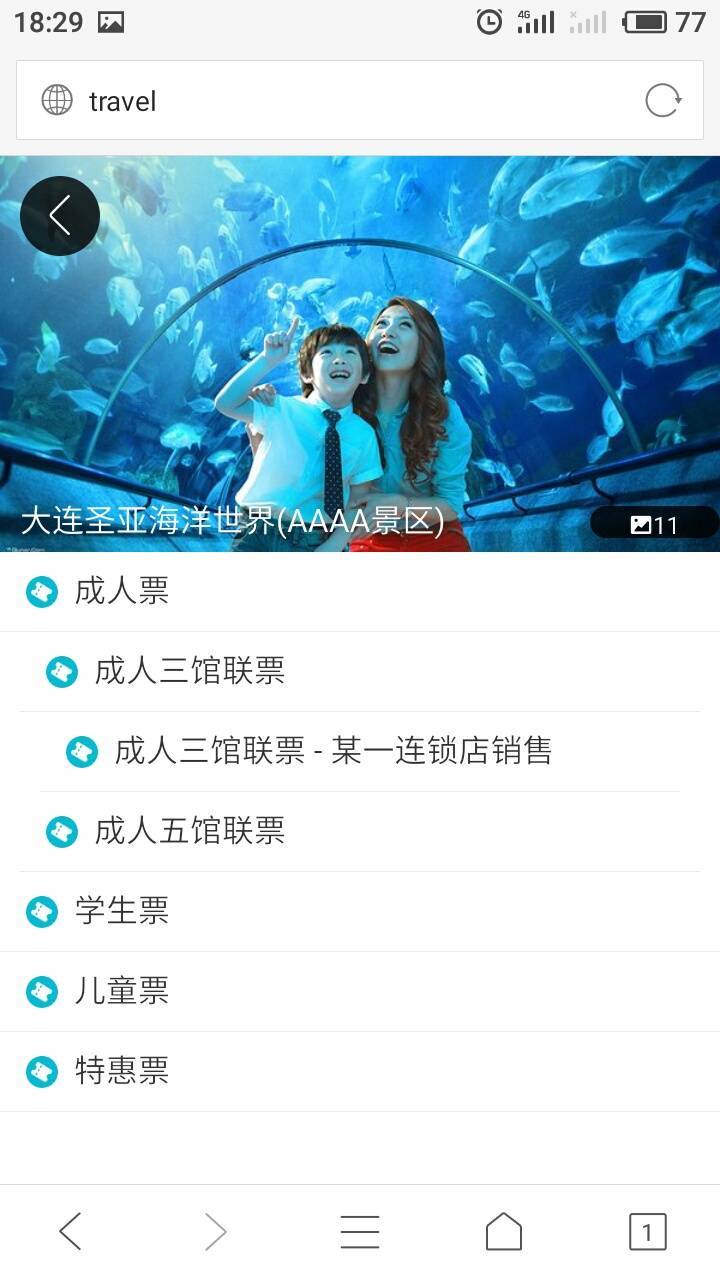 18:29
4G
77
travel
大连圣亚海洋世界(AAAA景区)
11
成人票
成人三馆联票
成人三馆联票 - 某一连锁店销售
成人五馆联票
学生票
儿童票
特惠票
1